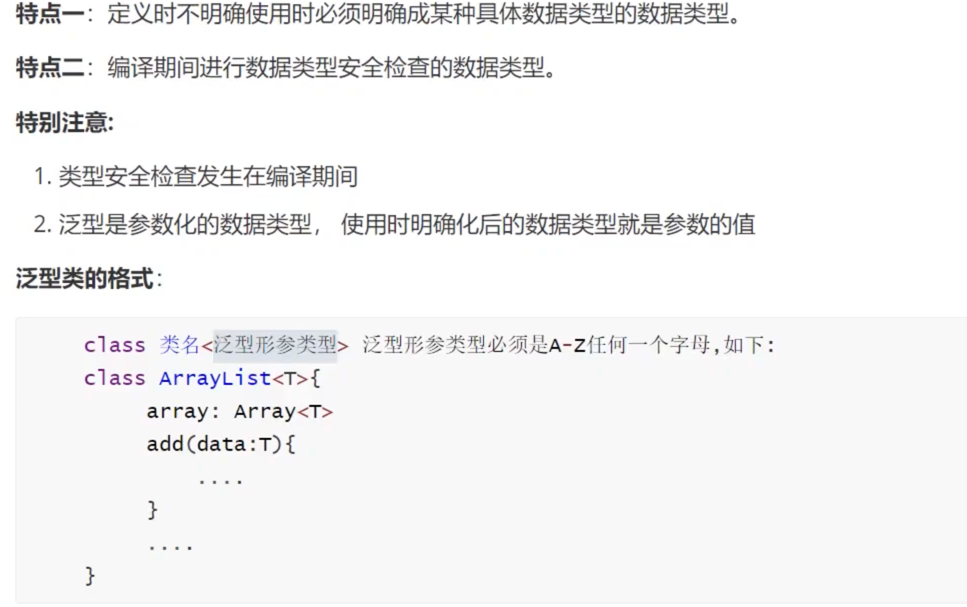 特点一：定义时不明确使用时必须明确成某种具体数据类型的数据类型。
特点二：编译期间进行数据类型安全检查的数据类型。
特别注意:
1. 类型安全检查发生在编译期间
2. 泛型是参数化的数据类型， 使用时明确化后的数据类型就是参数的值
泛型类的格式：
class 类名<泛型形参类型> 泛型形参类型必须是A-Z任何一个字母,如下:
class ArrayList<T>{
array: Array<T>
add(data:T){
....
}
....
}